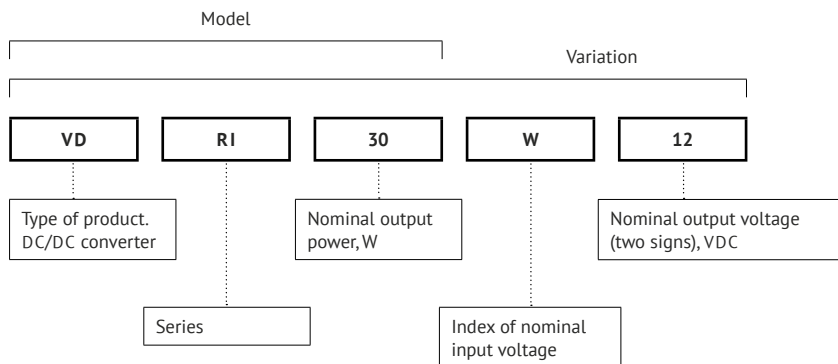 Model
Variation
VD RI 30 W 12
Type of product.
DC/DC converter
Nominal output
power, W
Nominal output voltage
(two signs), VDC
Series
Index of nominal
input voltage